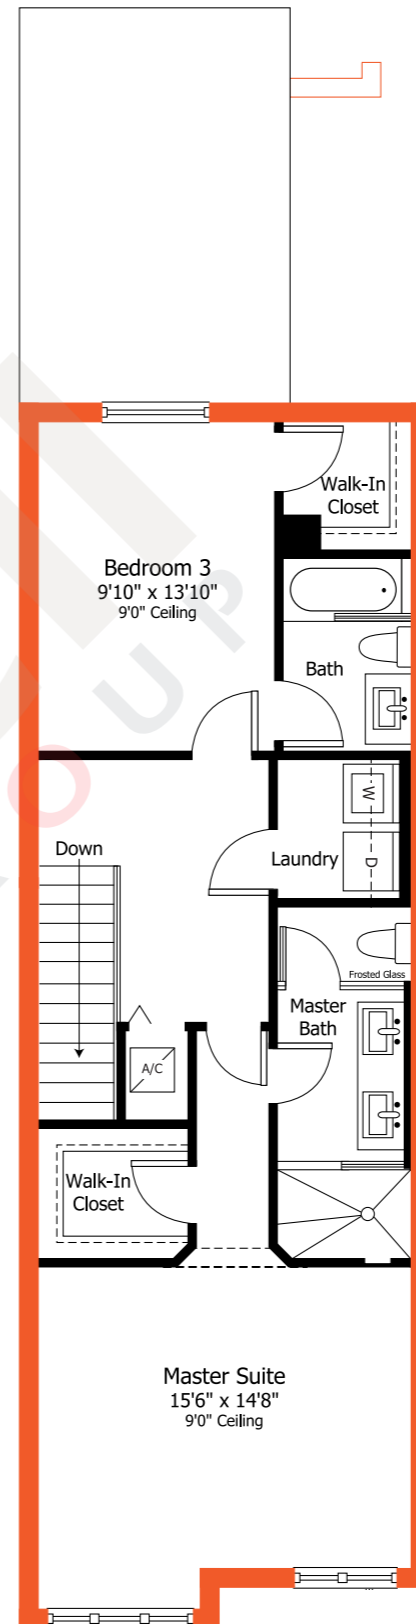 Walk-In
Closet
Bedroom 3
9'10" x 13'10"
9'0" Ceiling
Bath
W
Down
Laundry
D
Frosted Glass
Master
Bath
A/C
Walk-In
Closet
Master Suite
15'6" x 14'8"
9'0" Ceiling
OUP